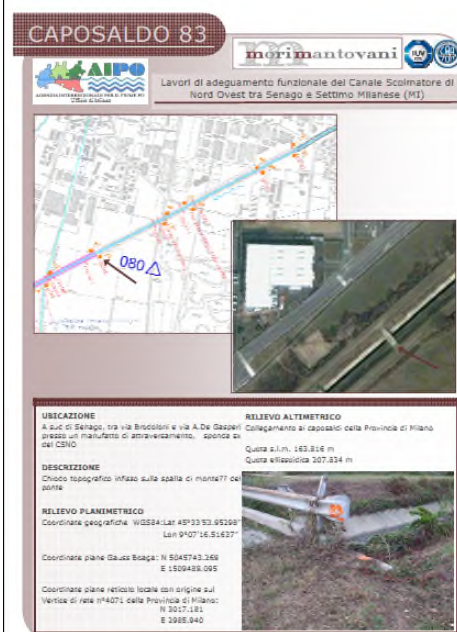 CAPOSALDO 83
morimantovani
AIPO
Lavori di adeguamento funzionale del Canale Scolmatore di
Nord Ovest tra Senago e Settimo Milanese (MI)
080
UBICAZIONE
A sud di Senago, tra via Brodolini e via A.De Gasperi
presso un manufatto di attraversamento, sponda sx
del CSNO
DESCRIZIONE
Chiodo topografico infisso sulla spalla di monte?? del
ponte
RILIEVO PLANIMETRICO
Coordinate geografiche WGS84:Lat 45°33'53.95298"
Lon 9°07'16.51637"
Coordinate piane Gauss Boaga: N 5045743.269
E 1509489.095
Coordinate piane reticolo locale con origine sul
Vertice di rete n°4071 della Provincia di Milano:
N 3017.181
E 2985.940
RILIEVO ALTIMETRICO
Collegamento ai caposaldi della Provincia di Milano
Quota s.l.m. 163.816 m
Quota ellissoidica 207.834 m